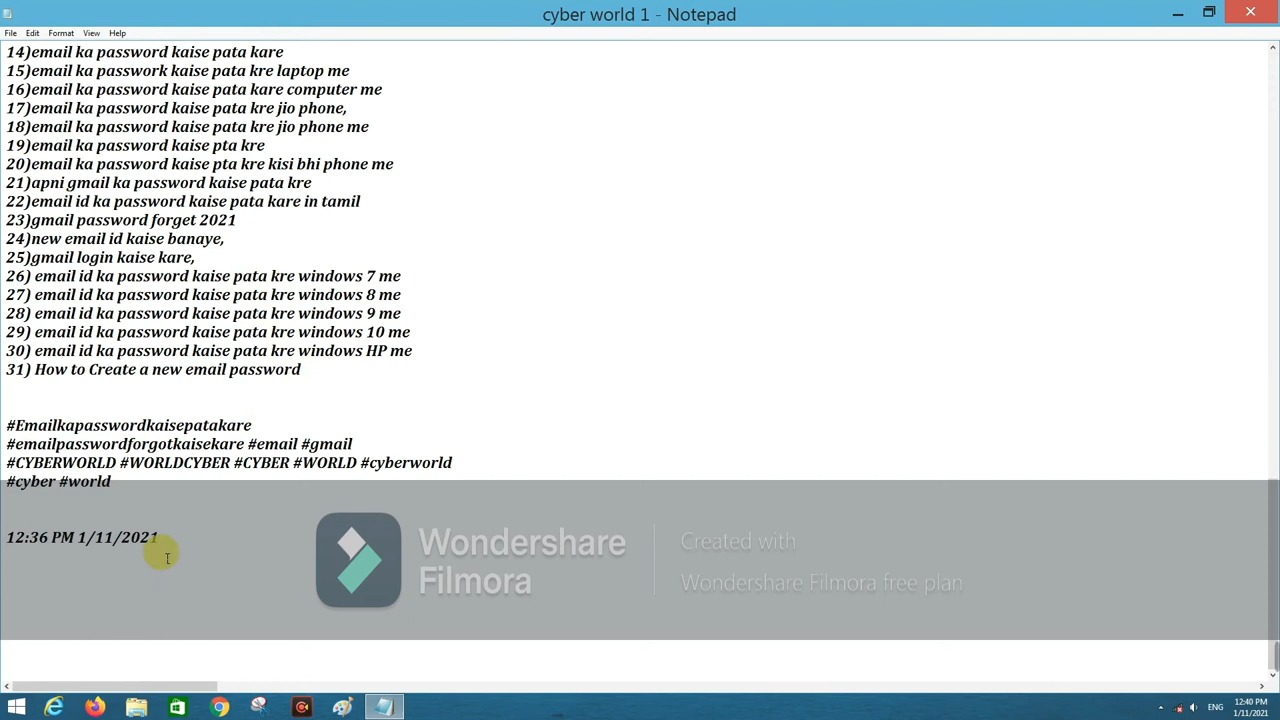 cyber world 1 - Notepad
File Edit Format View Help
14)email ka password kaise pata kare
15)email ka passwork kaise pata kre laptop me
16)email ka password kaise pata kare computer me
17)email ka password kaise pata kre jio phone,
18)email ka password kaise pata kre jio phone me
19)email ka password kaise pta kre
20)email ka password kaise pta kre kisi bhi phone me
21)apni gmail ka password kaise pata kre
22)email id ka password kaise pata kare in tamil
23)gmail password forget 2021
24)new email id kaise banaye,
25)gmail login kaise kare,
26) email id ka password kaise pata kre windows 7 me
27) email id ka password kaise pata kre windows 8 me
28) email id ka password kaise pata kre windows 9 me
29) email id ka password kaise pata kre windows 10 me
30) email id ka password kaise pata kre windows HP me
31) How to Create a new email password
#Emailkapasswordkaisepatakare
#emailpasswordforgotkaisekare #email #gmail
#CYBERWORLD #WORLDCYBER #CYBER #WORLD #cyberworld
#cyber #world
12:36 PM 1/11/2021
Wondershare
Filmora
Created with
Wondershare Filmora free plan
ENG
12:40 PM
1/11/2021